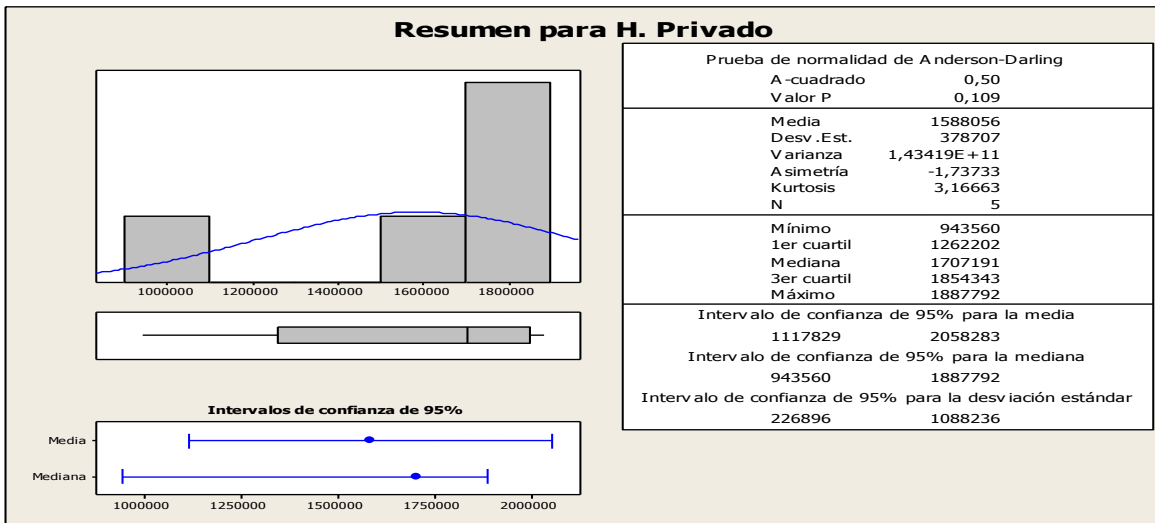 Resumen para H. Privado
1000000 1200000 1400000 1600000 1800000
Intervalos de confianza de 95%
Media
Mediana
1000000 1250000 1500000 1750000 2000000
Prueba de normalidad de Anderson-Darling
A-cuadrado 0,50
Valor P 0,109
Media 1588056
Desv.Est. 378707
Varianza 1,43419E+11
Asimetría -1,73733
Kurtosis 3,16663
N 5
Mínimo 943560
1er cuartil 1262202
Mediana 1707191
3er cuartil 1854343
Máximo 1887792
Intervalo de confianza de 95% para la media
1117829 2058283
Intervalo de confianza de 95% para la mediana
943560 1887792
Intervalo de confianza de 95% para la desviación estándar
226896 1088236